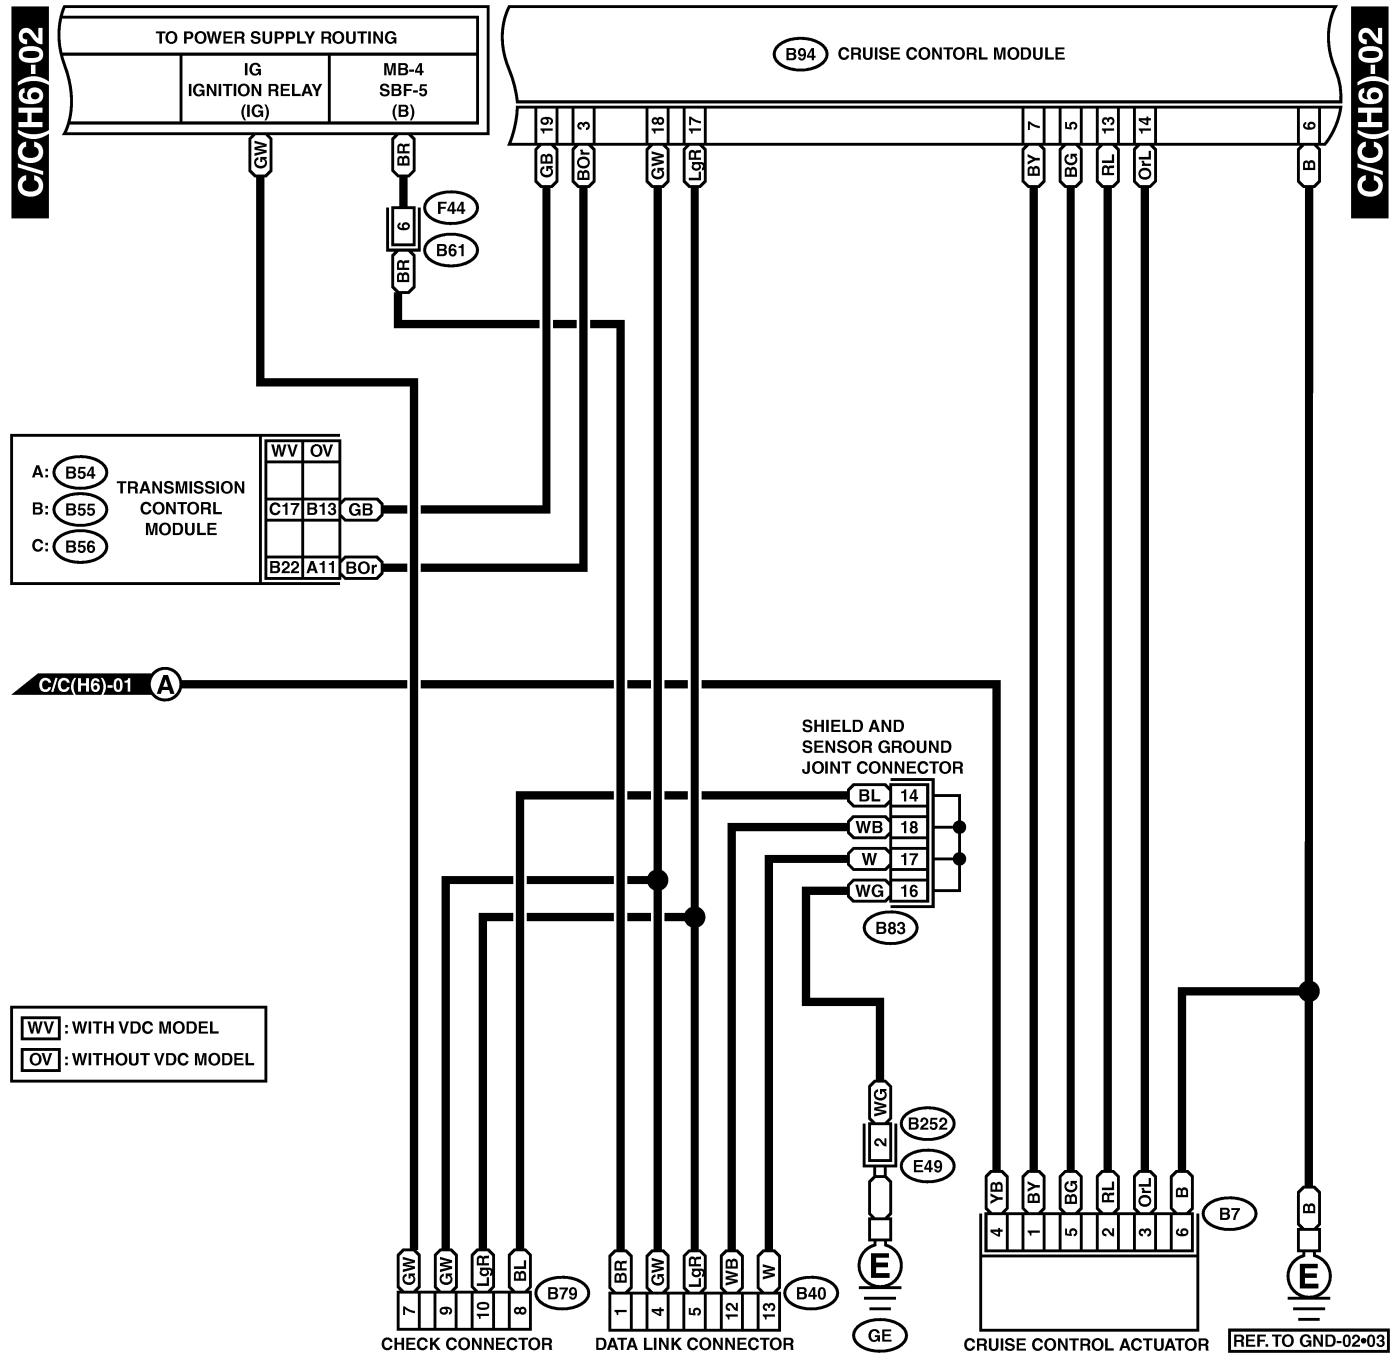 C/C(H6)-02
C/C(H6)-02
TO POWER SUPPLY ROUTING
IG
IGNITION RELAY
(IG)
MB-4
SBF-5
(B)
B94 CRUISE CONTORL MODULE
19 3 18 17 7 5 13 14 6
GW BR GB BOr GW LgR BY BG RL OrL B
F44
6
B61
BR
WV OV
A: B54
B: B55
C: B56
TRANSMISSION
CONTORL
MODULE
C17 B13 GB
B22 A11 BOr
C/C(H6)-01 A
SHIELD AND
SENSOR GROUND
JOINT CONNECTOR
BL 14
WB 18
W 17
WG 16
B83
WV : WITH VDC MODEL
OV : WITHOUT VDC MODEL
WG
B252
2
E49
YB BY BG RL OrL B
B
4 1 5 2 3 6
B7
GW GW LgR BL
B79
7 9 10 8
CHECK CONNECTOR
BR GW LgR WB W
B40
1 4 5 12 13
DATA LINK CONNECTOR
E
GE
CRUISE CONTROL ACTUATOR
E
REF. TO GND-02•03